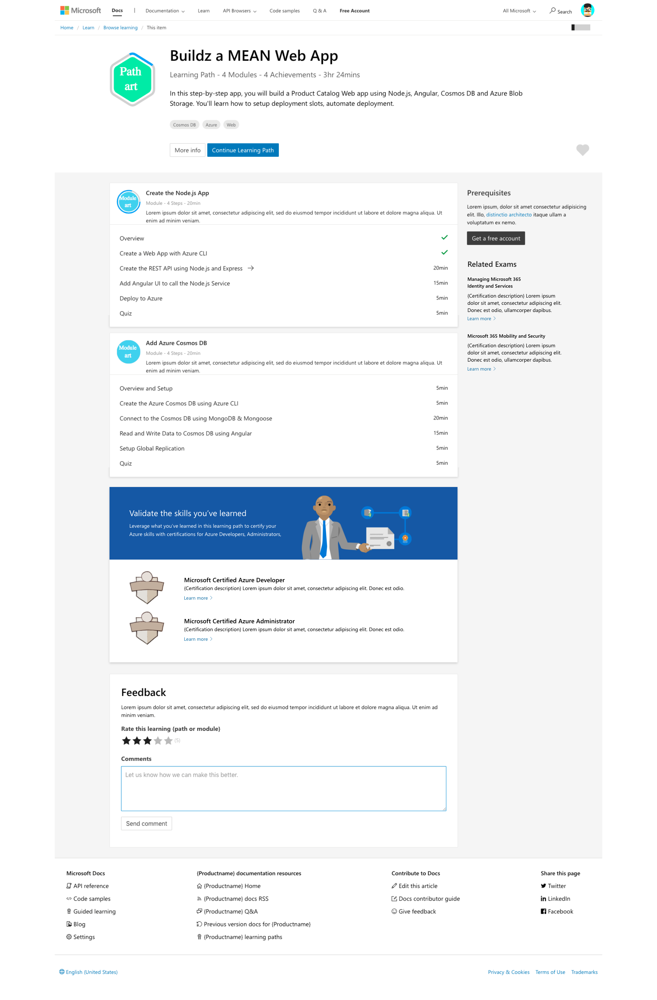 Microsoft Docs | Documentation Learn API Browsers Code samples Q & A Free Account All Microsoft Search
Home / Learn / Browse learning / This item
Path
art
Buildz a MEAN Web App
Learning Path - 4 Modules - 4 Achievements - 3hr 24mins
In this step-by-step app, you will build a Product Catalog Web app using Node.js, Angular, Cosmos DB and Azure Blob
Storage. You'll learn how to setup deployment slots, automate deployment.
Cosmos DB Azure Web
More info Continue Learning Path
Module
art
Create the Node.js App
Module - 4 Steps - 20min
Lorem ipsum dolor sit amet, consectetur adipiscing elit, sed do eiusmod tempor incididunt ut labore et dolore magna aliqua. Ut
enim ad minim veniam.
Overview
Create a Web App with Azure CLI
Create the REST API using Node.js and Express 20min
Add Angular UI to call the Node.js Service 15min
Deploy to Azure 5min
Quiz 5min
Module
art
Add Azure Cosmos DB
Module - 4 Steps - 20min
Lorem ipsum dolor sit amet, consectetur adipiscing elit, sed do eiusmod tempor incididunt ut labore et dolore magna aliqua. Ut
enim ad minim veniam.
Overview and Setup 5min
Create the Azure Cosmos DB using Azure CLI 5min
Connect to the Cosmos DB using MongoDB & Mongoose 20min
Read and Write Data to Cosmos DB using Angular 15min
Setup Global Replication 5min
Quiz 5min
Prerequisites
Lorem ipsum, dolor sit amet consectetur adipisicing
elit. Illo, distinctio architecto itaque ullam a
voluptatum ex nemo.
Get a free account
Related Exams
Managing Microsoft 365
Identity and Services
{Certification description} Lorem ipsum
dolor sit amet, consectetur adipiscing elit.
Donec est odio, ullamcorper dapibus.
Learn more
Microsoft 365 Mobility and Security
{Certification description} Lorem ipsum
dolor sit amet, consectetur adipiscing elit.
Donec est odio, ullamcorper dapibus.
Learn more
Validate the skills you've learned
Leverage what you've learned in this learning path to certify your
Azure skills with certifications for Azure Developers, Administrators,
Microsoft Certified Azure Developer
{Certification description} Lorem ipsum dolor sit amet, consectetur adipiscing elit. Donec est odio.
Learn more
Microsoft Certified Azure Administrator
{Certification description} Lorem ipsum dolor sit amet, consectetur adipiscing elit. Donec est odio.
Learn more
Feedback
Lorem ipsum dolor sit amet, consectetur adipiscing elit, sed do eiusmod tempor incididunt ut labore et dolore magna aliqua. Ut enim ad
minim veniam.
Rate this learning {path or module}
(5)
Comments
Let us know how we can make this better.
Send comment
Microsoft Docs
API reference
Code samples
Guided learning
Blog
Settings
{Productname} documentation resources
{Productname} Home
{Productname} docs RSS
{Productname} Q&A
Previous version docs for {Productname}
{Productname} learning paths
Contribute to Docs
Edit this article
Docs contributor guide
Give feedback
Share this page
Twitter
LinkedIn
Facebook
English (United States) Privacy & Cookies Terms of Use Trademarks